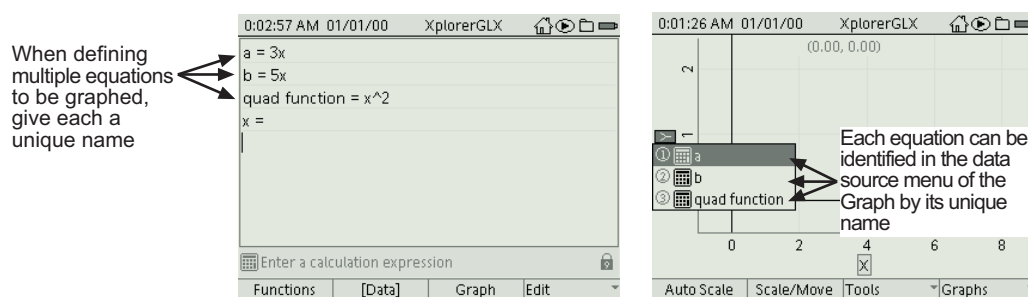 When defining
multiple equations
to be graphed,
give each a
unique name
0:02:57 AM 01/01/00 XplorerGLX
a = 3x
b = 5x
quad function = x^2
x =
Enter a calculation expression
Functions [Data] Graph Edit
0:01:26 AM 01/01/00 XplorerGLX
(0.00, 0.00)
2
1
Y
1 a
2 b
3 quad function
Each equation can be
identified in the data
source menu of the
Graph by its unique
name
0 2 4 6 8
X
Auto Scale Scale/Move Tools Graphs